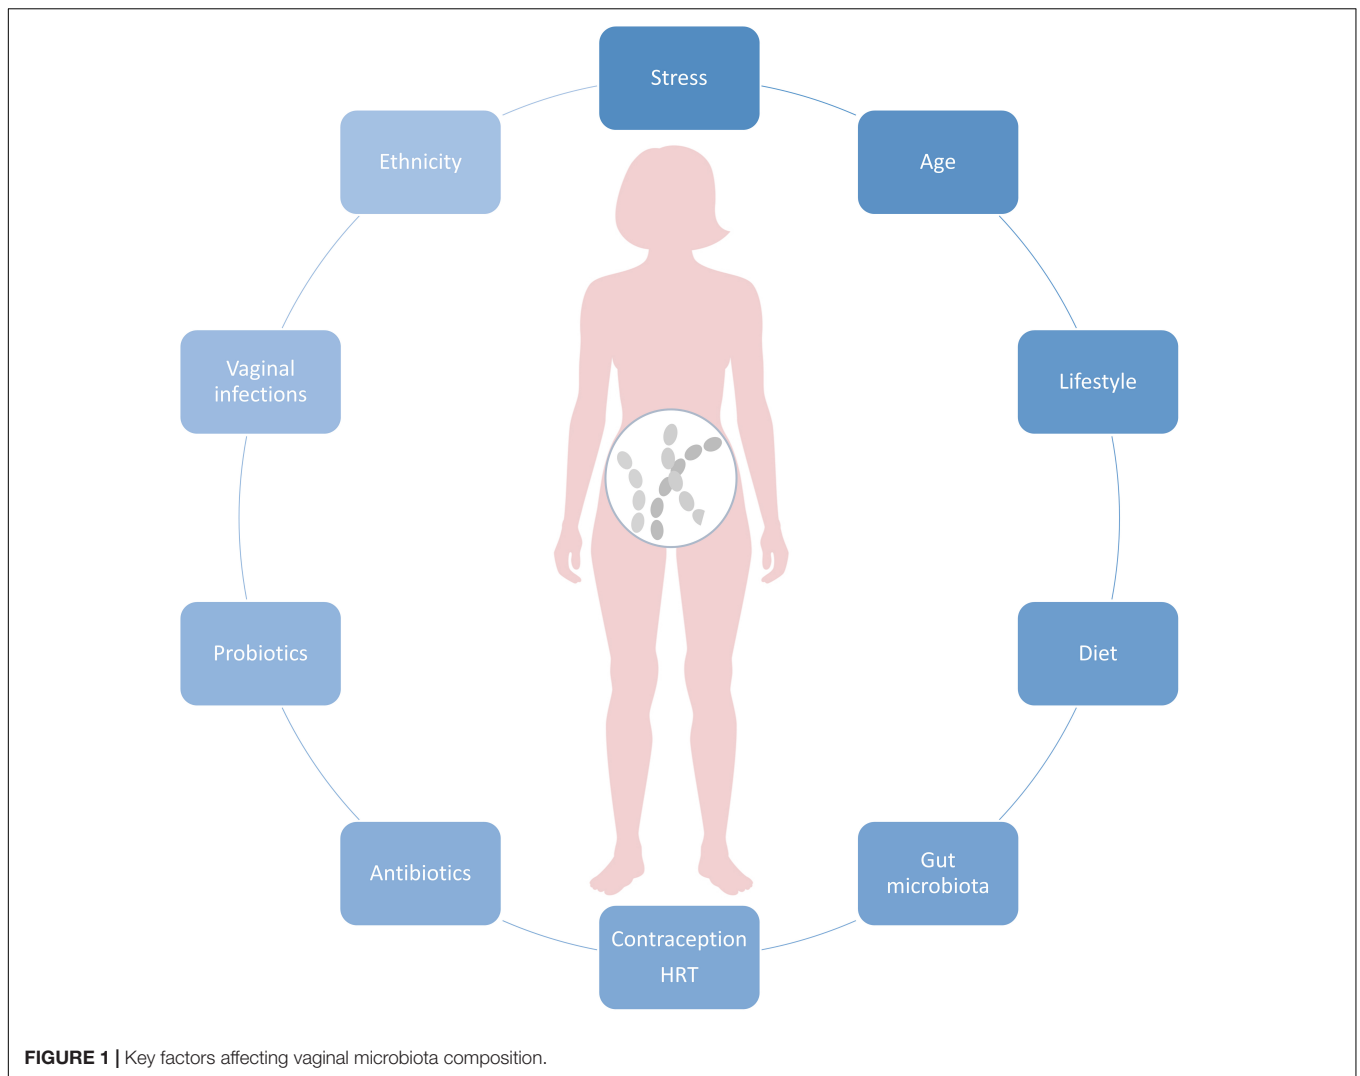 Stress
Age
Lifestyle
Diet
Gut
microbiota
Contraception
HRT
Antibiotics
Probiotics
Vaginal
infections
Ethnicity
FIGURE 1 | Key factors affecting vaginal microbiota composition.